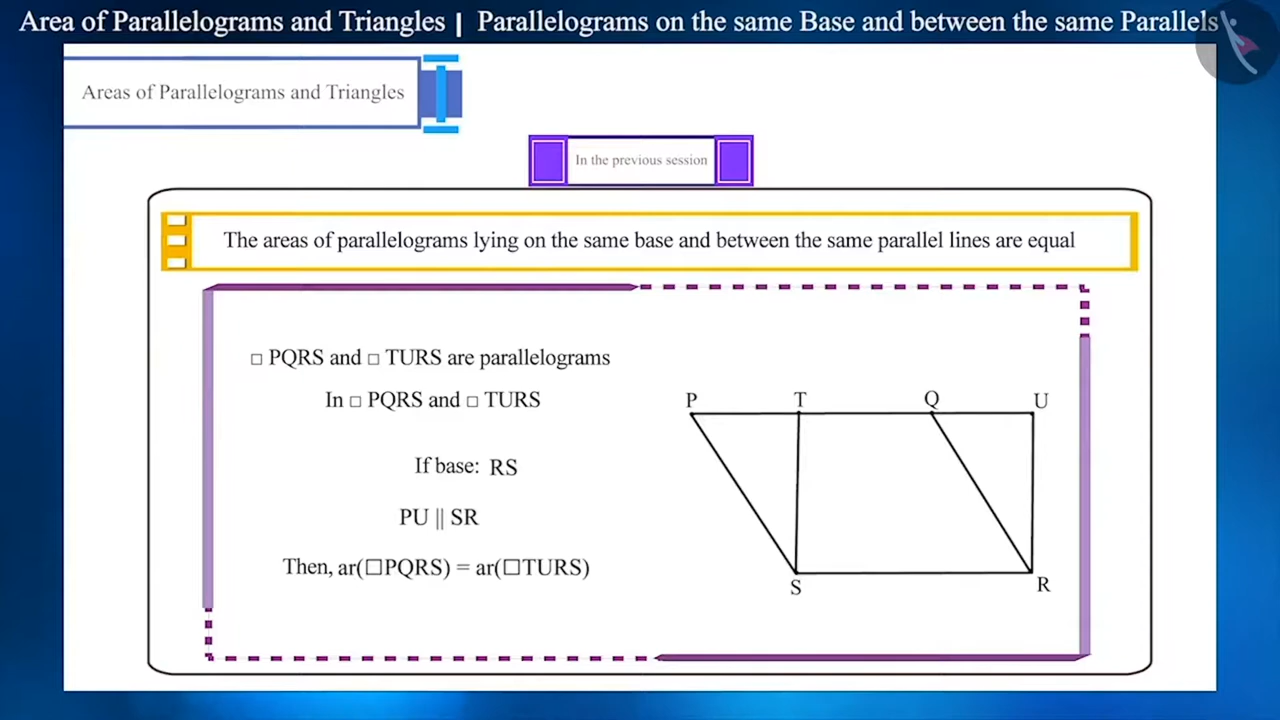 Area of Parallelograms and Triangles | Parallelograms on the same Base and between the same Parallels
Areas of Parallelograms and Triangles
In the previous session
The areas of parallelograms lying on the same base and between the same parallel lines are equal
□ PQRS and □ TURS are parallelograms
In □ PQRS and □ TURS
If base: RS
PU || SR
Then, ar(□PQRS) = ar(□TURS)
P T Q U
S R